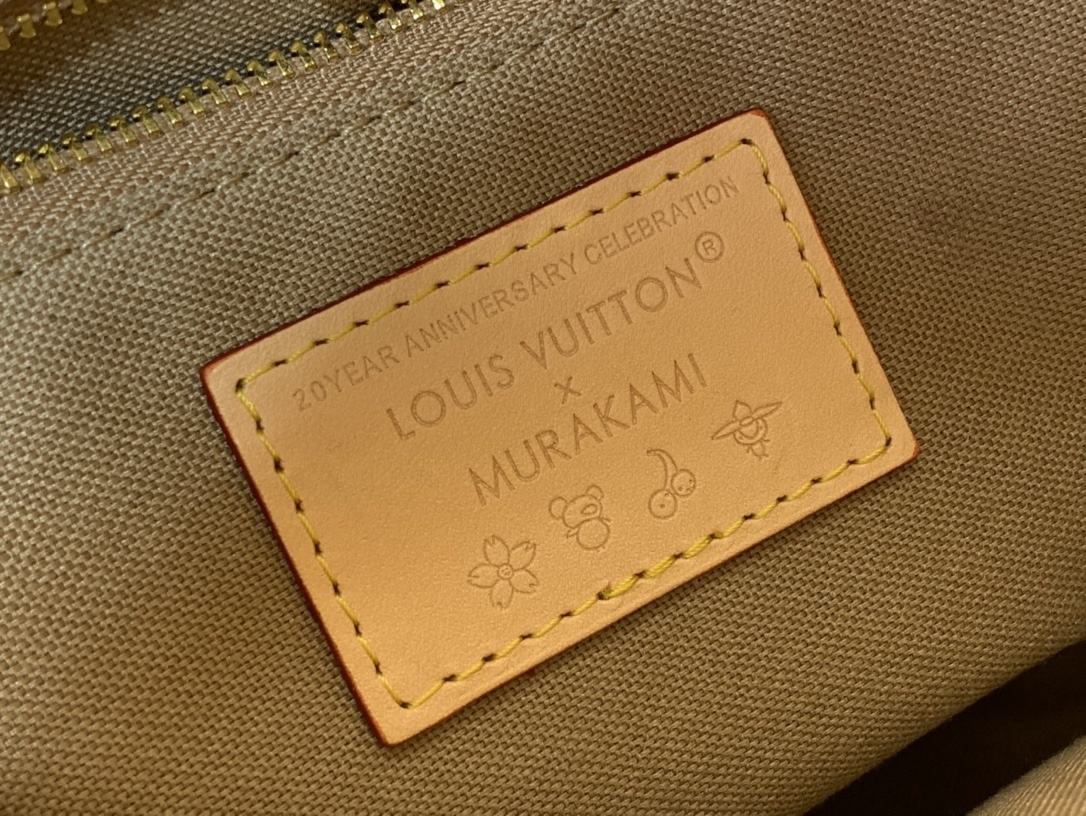 20YEAR ANNIVERSARY CELEBRATION
LOUIS VUITTON®
x
MURAKAMI